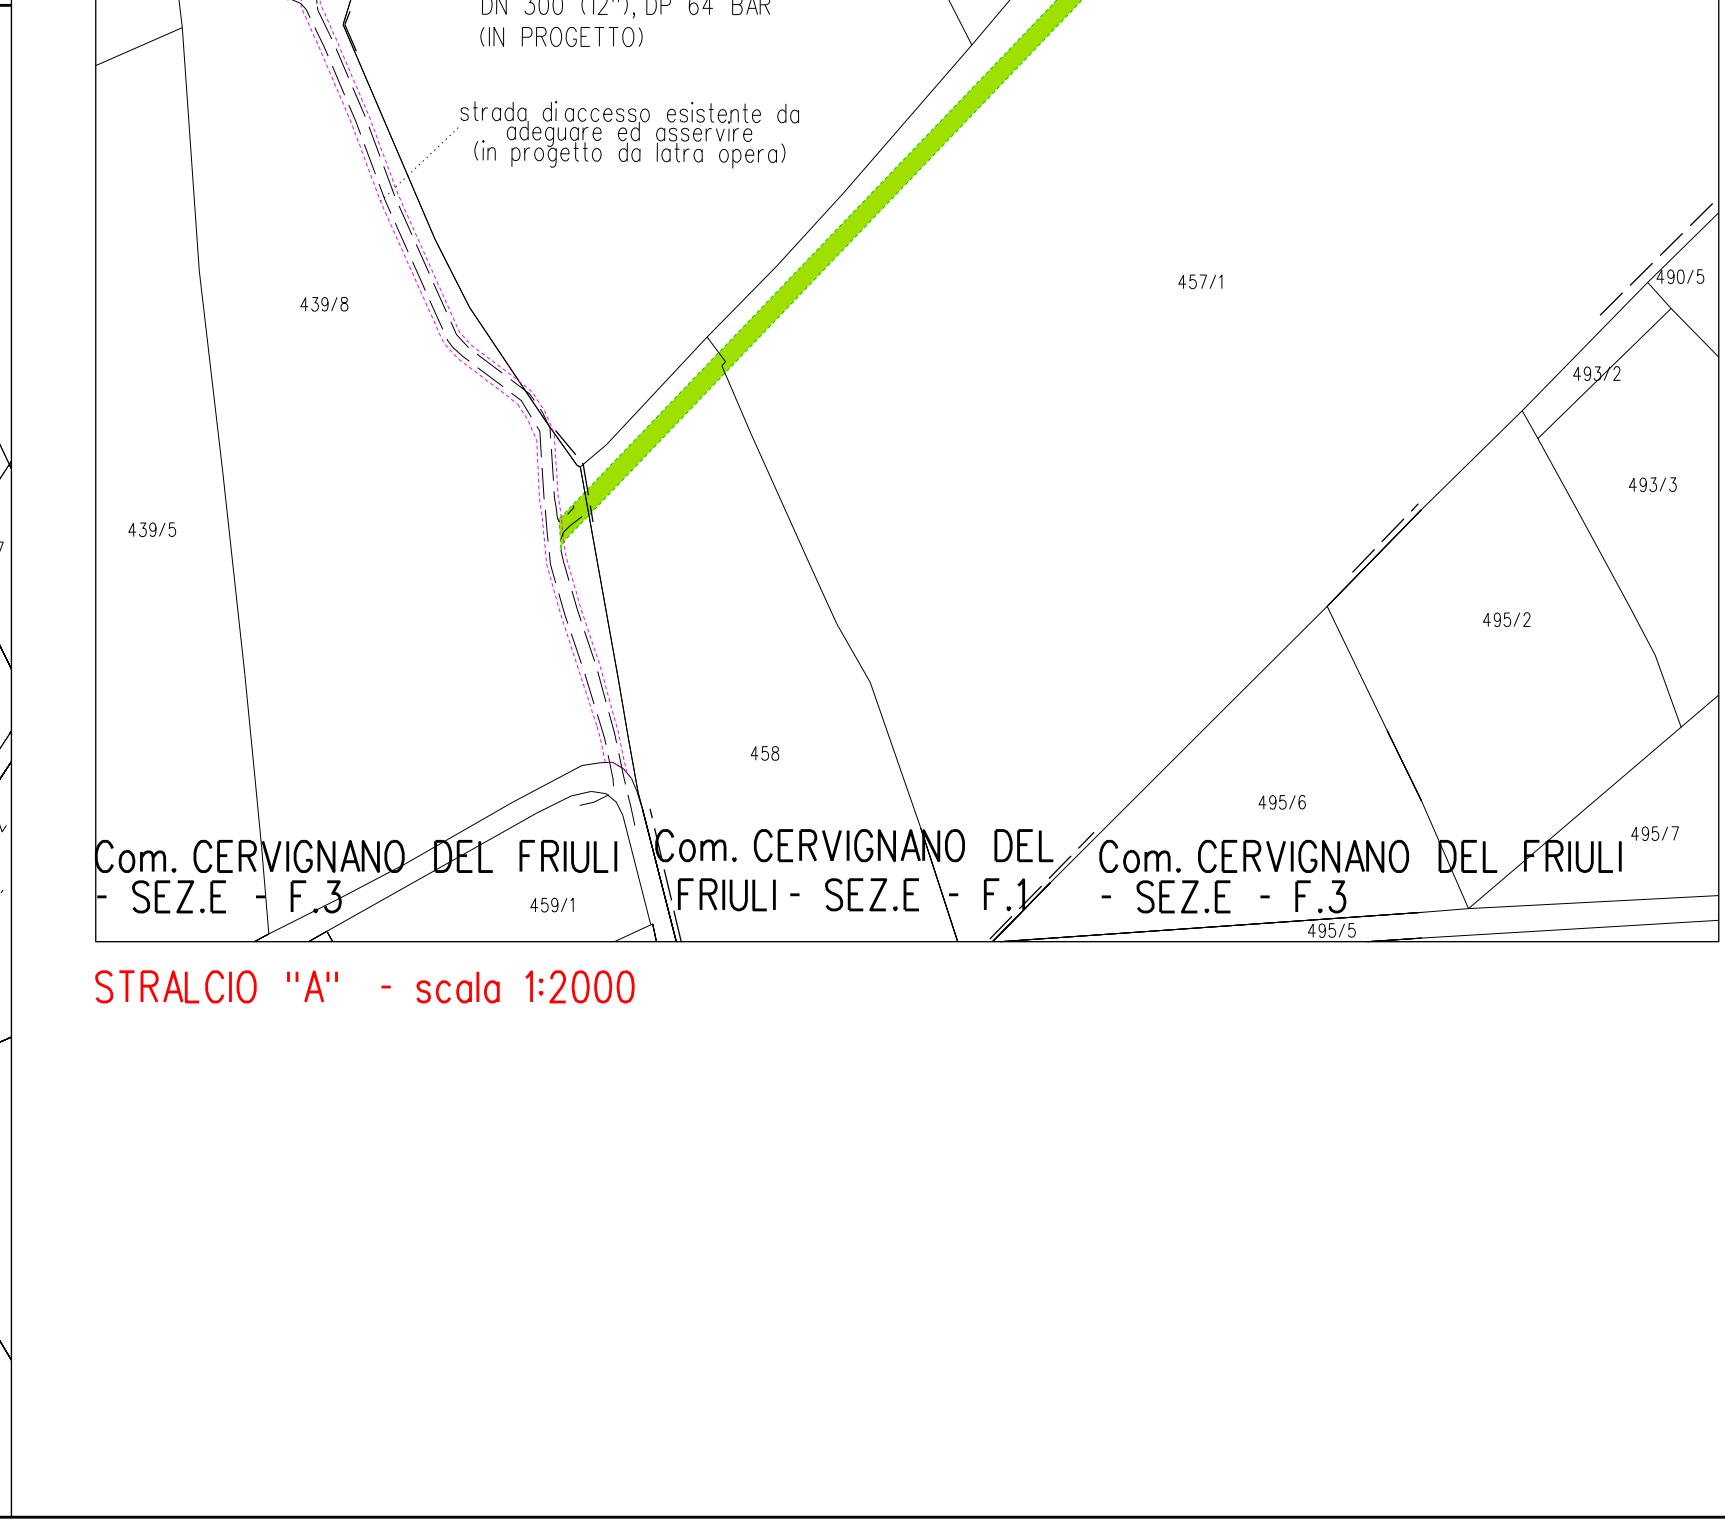 DN 300 (12"), DP 64 BAR
(IN PROGETTO)
strada di accesso esistente da
adeguare ed asservire
(in progetto da latra opera)
457/1
490/5
439/8
493/2
493/3
439/5
495/2
458
495/6
495/7
Com. CERVIGNANO DEL FRIULI
- SEZ.E - F.3
Com. CERVIGNANO DEL
FRIULI - SEZ.E - F.1
Com. CERVIGNANO DEL FRIULI
- SEZ.E - F.3
459/1
495/5
STRALCIO "A" - scala 1:2000